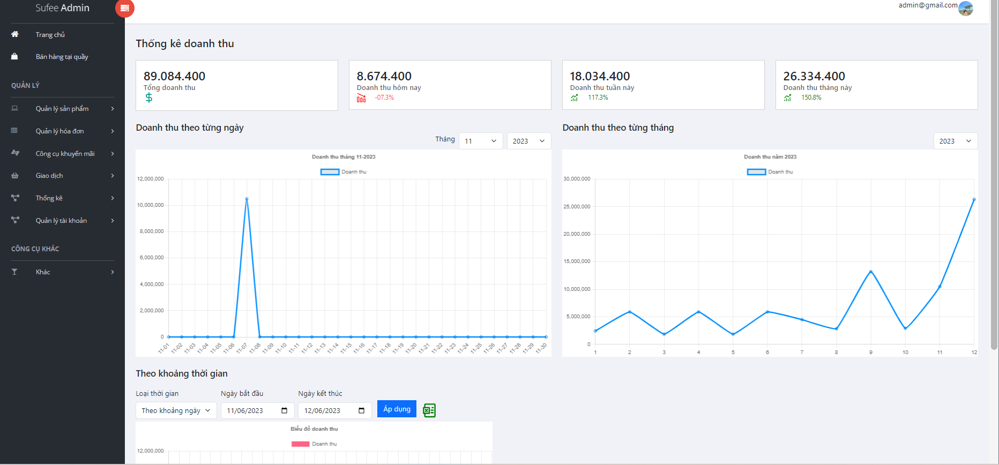 Sufee Admin
admin@gmail.com
Trang chủ
Bán hàng tại quầy
QUẢN LÝ
Quản lý sản phẩm
Quản lý hóa đơn
Công cụ khuyến mãi
Giao dịch
Thống kê
Quản lý tài khoản
CÔNG CỤ KHÁC
Khác
Thống kê doanh thu
89.084.400
Tổng doanh thu
8.674.400
Doanh thu hôm nay
-07.3%
18.034.400
Doanh thu tuần này
117.3%
26.334.400
Doanh thu tháng này
150.8%
Doanh thu theo từng ngày
Tháng 11 2023
Doanh thu tháng 11-2023
Doanh thu
12,000,000
10,000,000
8,000,000
6,000,000
4,000,000
2,000,000
0
11-01 11-02 11-03 11-04 11-05 11-06 11-07 11-08 11-09 11-10 11-11 11-12 11-13 11-14 11-15 11-16 11-17 11-18 11-19 11-20 11-21 11-22 11-23 11-24 11-25 11-26 11-27 11-28 11-29 11-30
Doanh thu theo từng tháng
2023
Doanh thu năm 2023
Doanh thu
30,000,000
25,000,000
20,000,000
15,000,000
10,000,000
5,000,000
0
1 2 3 4 5 6 7 8 9 10 11 12
Theo khoảng thời gian
Loại thời gian Ngày bắt đầu Ngày kết thúc
Theo khoảng ngày 11/06/2023 12/06/2023 Áp dụng
Biểu đồ doanh thu
Doanh thu
12,000,000